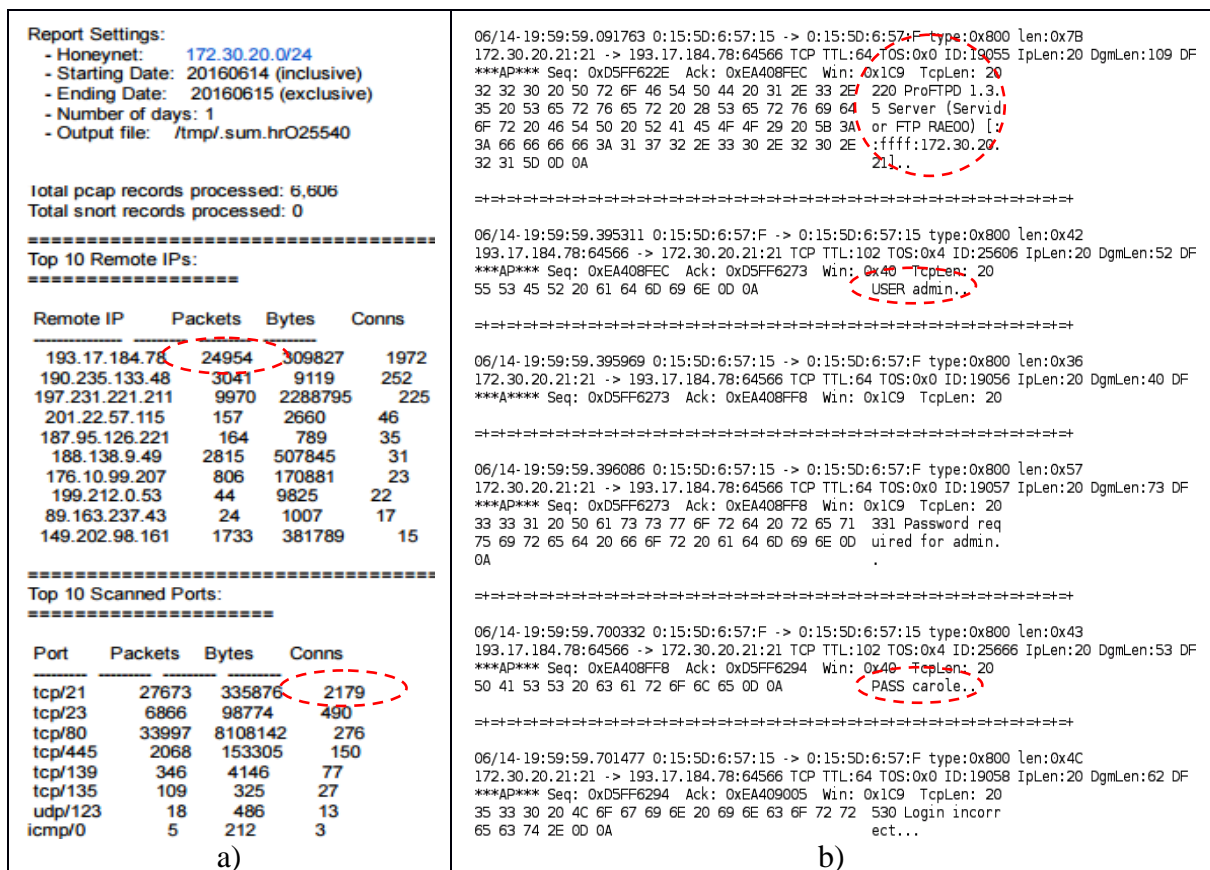 Report Settings:
- Honeynet: 172.30.20.0/24
- Starting Date: 20160614 (inclusive)
- Ending Date: 20160615 (exclusive)
- Number of days: 1
- Output file: /tmp/.sum.hrO25540
Total pcap records processed: 6,606
Total snort records processed: 0
=====================================
Top 10 Remote IPs:
===================
Remote IP Packets Bytes Conns
--------------- --------- --------- ---------
193.17.184.78 24954 309827 1972
190.235.133.48 3041 9119 252
197.231.221.211 9970 2288795 225
201.22.57.115 157 2660 46
187.95.126.221 164 789 35
188.138.9.49 2815 507845 31
176.10.99.207 806 170881 23
199.212.0.53 44 9825 22
89.163.237.43 24 1007 17
149.202.98.161 1733 381789 15
=====================================
Top 10 Scanned Ports:
======================
Port Packets Bytes Conns
--------- --------- --------- ---------
tcp/21 27673 335876 2179
tcp/23 6866 98774 490
tcp/80 33997 8108142 276
tcp/445 2068 153305 150
tcp/139 346 4146 77
tcp/135 109 325 27
udp/123 18 486 13
icmp/0 5 212 3
a)
06/14-19:59:59.091763 0:15:5D:6:57:15 -> 0:15:5D:6:57:F type:0x800 len:0x7B
172.30.20.21:21 -> 193.17.184.78:64566 TCP TTL:64 TOS:0x0 ID:19055 IpLen:20 DgmLen:109 DF
***AP*** Seq: 0xD5FF622E Ack: 0xEA408FEC Win: 0x1C9 TcpLen: 20
32 32 30 20 50 72 6F 46 54 50 44 20 31 2E 33 2E 220 ProFTPD 1.3.
35 20 53 65 72 76 65 72 20 28 53 65 72 76 69 64 5 Server (Servid
6F 72 20 46 54 50 20 52 41 45 4F 4F 29 20 5B 3A or FTP RAEOO) [:
3A 66 66 66 66 3A 31 37 32 2E 33 30 2E 32 30 2E :ffff:172.30.20.
32 31 5D 0D 0A 21]..
=+=+=+=+=+=+=+=+=+=+=+=+=+=+=+=+=+=+=+=+=+=+=+=+=+=+=+=+=+=+=+=+=+=+=+=+=+
06/14-19:59:59.395311 0:15:5D:6:57:F -> 0:15:5D:6:57:15 type:0x800 len:0x42
193.17.184.78:64566 -> 172.30.20.21:21 TCP TTL:102 TOS:0x4 ID:25606 IpLen:20 DgmLen:52 DF
***AP*** Seq: 0xEA408FEC Ack: 0xD5FF6273 Win: 0x40 TcpLen: 20
55 53 45 52 20 61 64 6D 69 6E 0D 0A USER admin..
=+=+=+=+=+=+=+=+=+=+=+=+=+=+=+=+=+=+=+=+=+=+=+=+=+=+=+=+=+=+=+=+=+=+=+=+=+
06/14-19:59:59.395969 0:15:5D:6:57:15 -> 0:15:5D:6:57:F type:0x800 len:0x36
172.30.20.21:21 -> 193.17.184.78:64566 TCP TTL:64 TOS:0x0 ID:19056 IpLen:20 DgmLen:40 DF
***A**** Seq: 0xD5FF6273 Ack: 0xEA408FF8 Win: 0x1C9 TcpLen: 20
=+=+=+=+=+=+=+=+=+=+=+=+=+=+=+=+=+=+=+=+=+=+=+=+=+=+=+=+=+=+=+=+=+=+=+=+=+
06/14-19:59:59.396086 0:15:5D:6:57:15 -> 0:15:5D:6:57:F type:0x800 len:0x57
172.30.20.21:21 -> 193.17.184.78:64566 TCP TTL:64 TOS:0x0 ID:19057 IpLen:20 DgmLen:73 DF
***AP*** Seq: 0xD5FF6273 Ack: 0xEA408FF8 Win: 0x1C9 TcpLen: 20
33 33 31 20 50 61 73 73 77 6F 72 64 20 72 65 71 331 Password req
75 69 72 65 64 20 66 6F 72 20 61 64 6D 69 6E 0D uired for admin.
0A .
=+=+=+=+=+=+=+=+=+=+=+=+=+=+=+=+=+=+=+=+=+=+=+=+=+=+=+=+=+=+=+=+=+=+=+=+=+
06/14-19:59:59.700332 0:15:5D:6:57:F -> 0:15:5D:6:57:15 type:0x800 len:0x43
193.17.184.78:64566 -> 172.30.20.21:21 TCP TTL:102 TOS:0x4 ID:25666 IpLen:20 DgmLen:53 DF
***AP*** Seq: 0xEA408FF8 Ack: 0xD5FF6294 Win: 0x40 TcpLen: 20
50 41 53 53 20 63 61 72 6F 6C 65 0D 0A PASS carole..
=+=+=+=+=+=+=+=+=+=+=+=+=+=+=+=+=+=+=+=+=+=+=+=+=+=+=+=+=+=+=+=+=+=+=+=+=+
06/14-19:59:59.701477 0:15:5D:6:57:15 -> 0:15:5D:6:57:F type:0x800 len:0x4C
172.30.20.21:21 -> 193.17.184.78:64566 TCP TTL:64 TOS:0x0 ID:19058 IpLen:20 DgmLen:62 DF
***AP*** Seq: 0xD5FF6294 Ack: 0xEA409005 Win: 0x1C9 TcpLen: 20
35 33 30 20 4C 6F 67 69 6E 20 69 6E 63 6F 72 72 530 Login incorr
65 63 74 2E 0D 0A ect...
b)